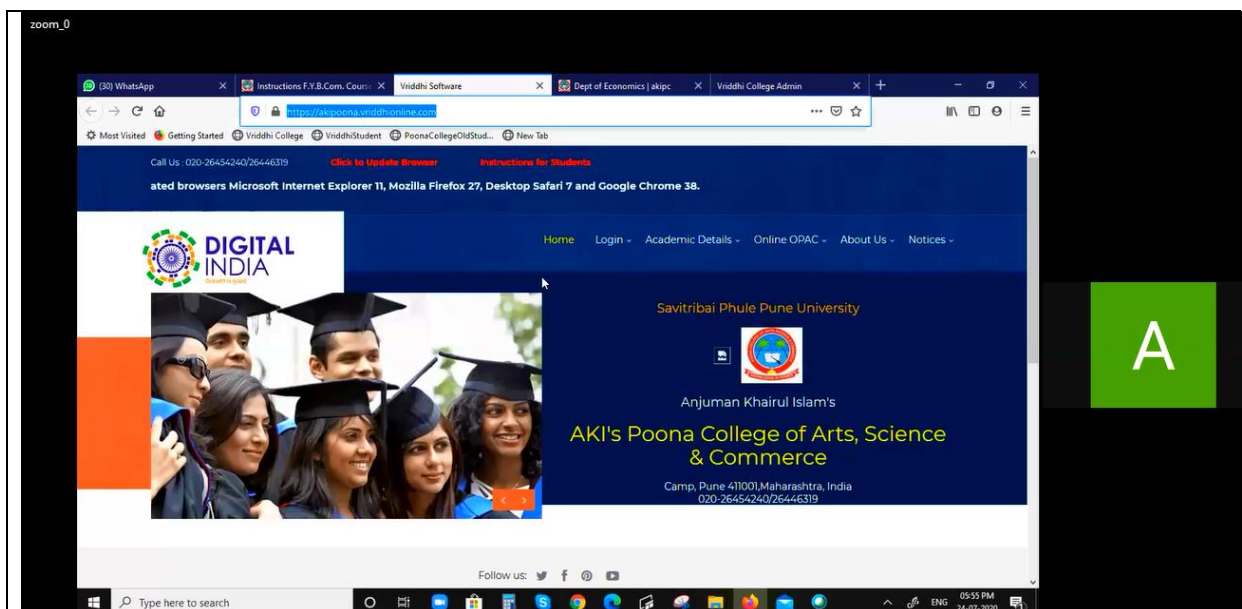 zoom_0
(30) WhatsApp
Instructions F.Y.B.Com. Course
Vriddhi Software
Dept of Economics | akipc
Vriddhi College Admin
https://akipoona.vriddhionline.com
Most Visited Getting Started Vriddhi College VriddhiStudent PoonaCollegeOldStud... New Tab
Call Us : 020-26454240/26446319 Click to Update Browser Instructions for Students
ated browsers Microsoft Internet Explorer 11, Mozilla Firefox 27, Desktop Safari 7 and Google Chrome 38.
DIGITAL
INDIA
Home Login Academic Details Online OPAC About Us Notices
Savitribai Phule Pune University
Anjuman Khairul Islam's
AKI's Poona College of Arts, Science
& Commerce
Camp, Pune 411001,Maharashtra, India
020-26454240/26446319
A
Follow us:
Type here to search
ENG
05:55 PM
24-07-2020